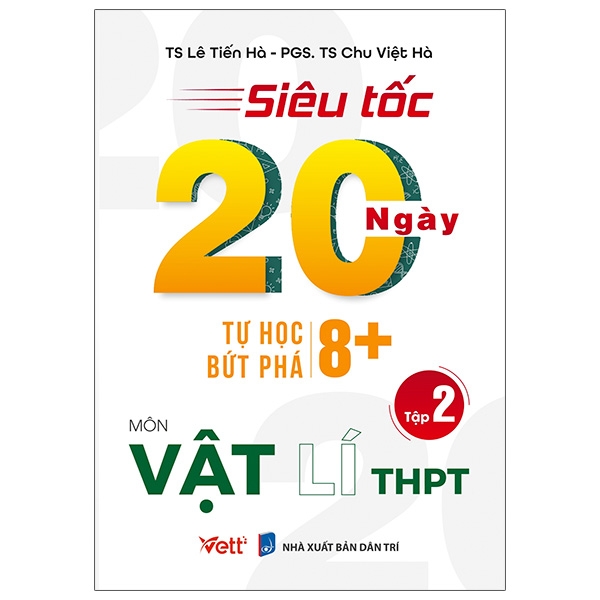 TS Lê Tiến Hà - PGS. TS Chu Việt Hà
Siêu tốc
20 Ngày
TỰ HỌC
BỨT PHÁ
8+
Tập 2
MÔN
VẬT LÍ THPT
Vett
NHÀ XUẤT BẢN DÂN TRÍ